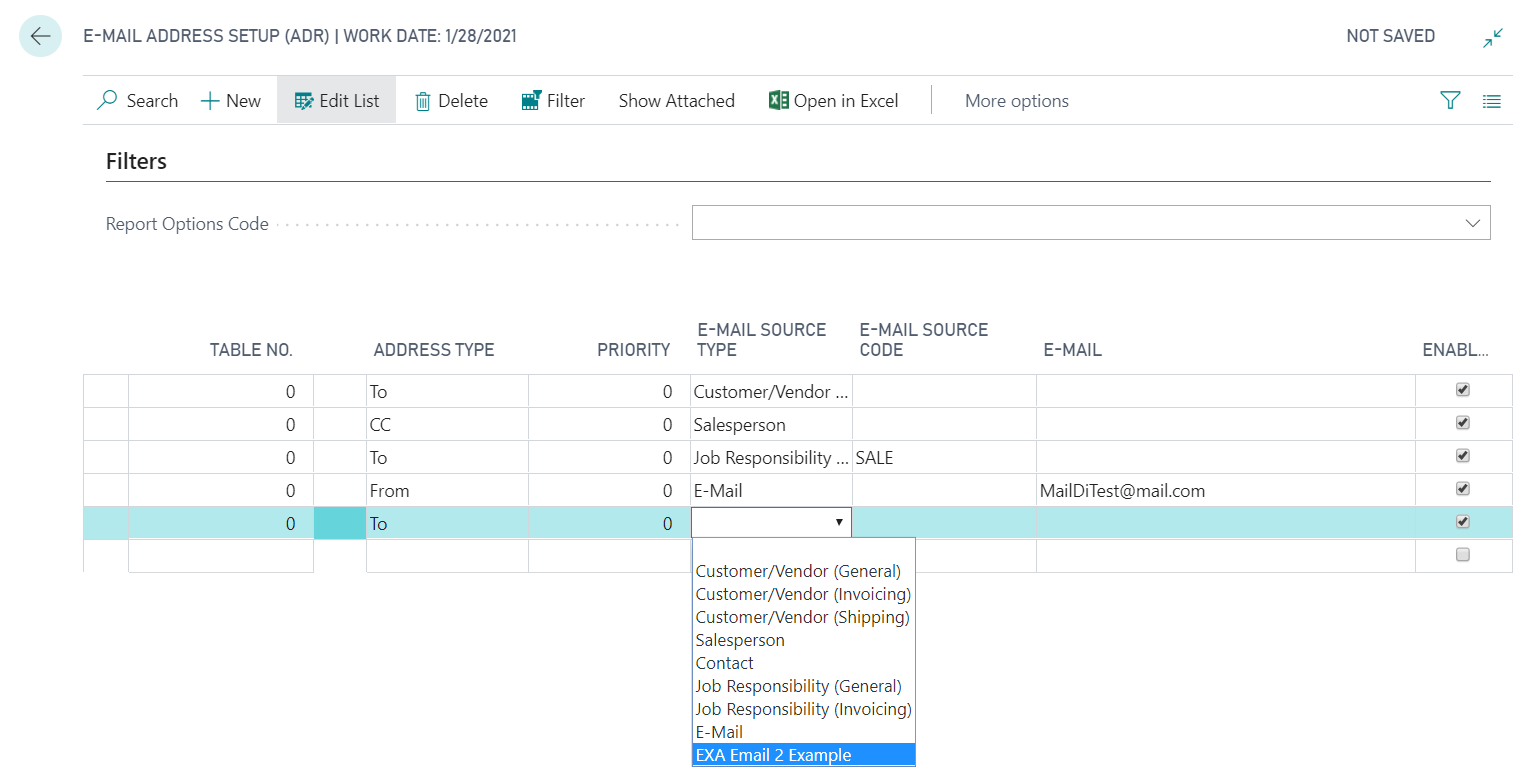 E-MAIL ADDRESS SETUP (ADR) | WORK DATE: 1/28/2021
NOT SAVED
Search
New
Edit List
Delete
Filter
Show Attached
Open in Excel
More options
Filters
Report Options Code
TABLE NO.
ADDRESS TYPE
PRIORITY
E-MAIL SOURCE
TYPE
E-MAIL SOURCE
CODE
E-MAIL
ENABL...
0 To 0 Customer/Vendor ...
0 CC 0 Salesperson
0 To 0 Job Responsibility ... SALE
0 From 0 E-Mail MailDiTest@mail.com
0 To 0
Customer/Vendor (General)
Customer/Vendor (Invoicing)
Customer/Vendor (Shipping)
Salesperson
Contact
Job Responsibility (General)
Job Responsibility (Invoicing)
E-Mail
EXA Email 2 Example